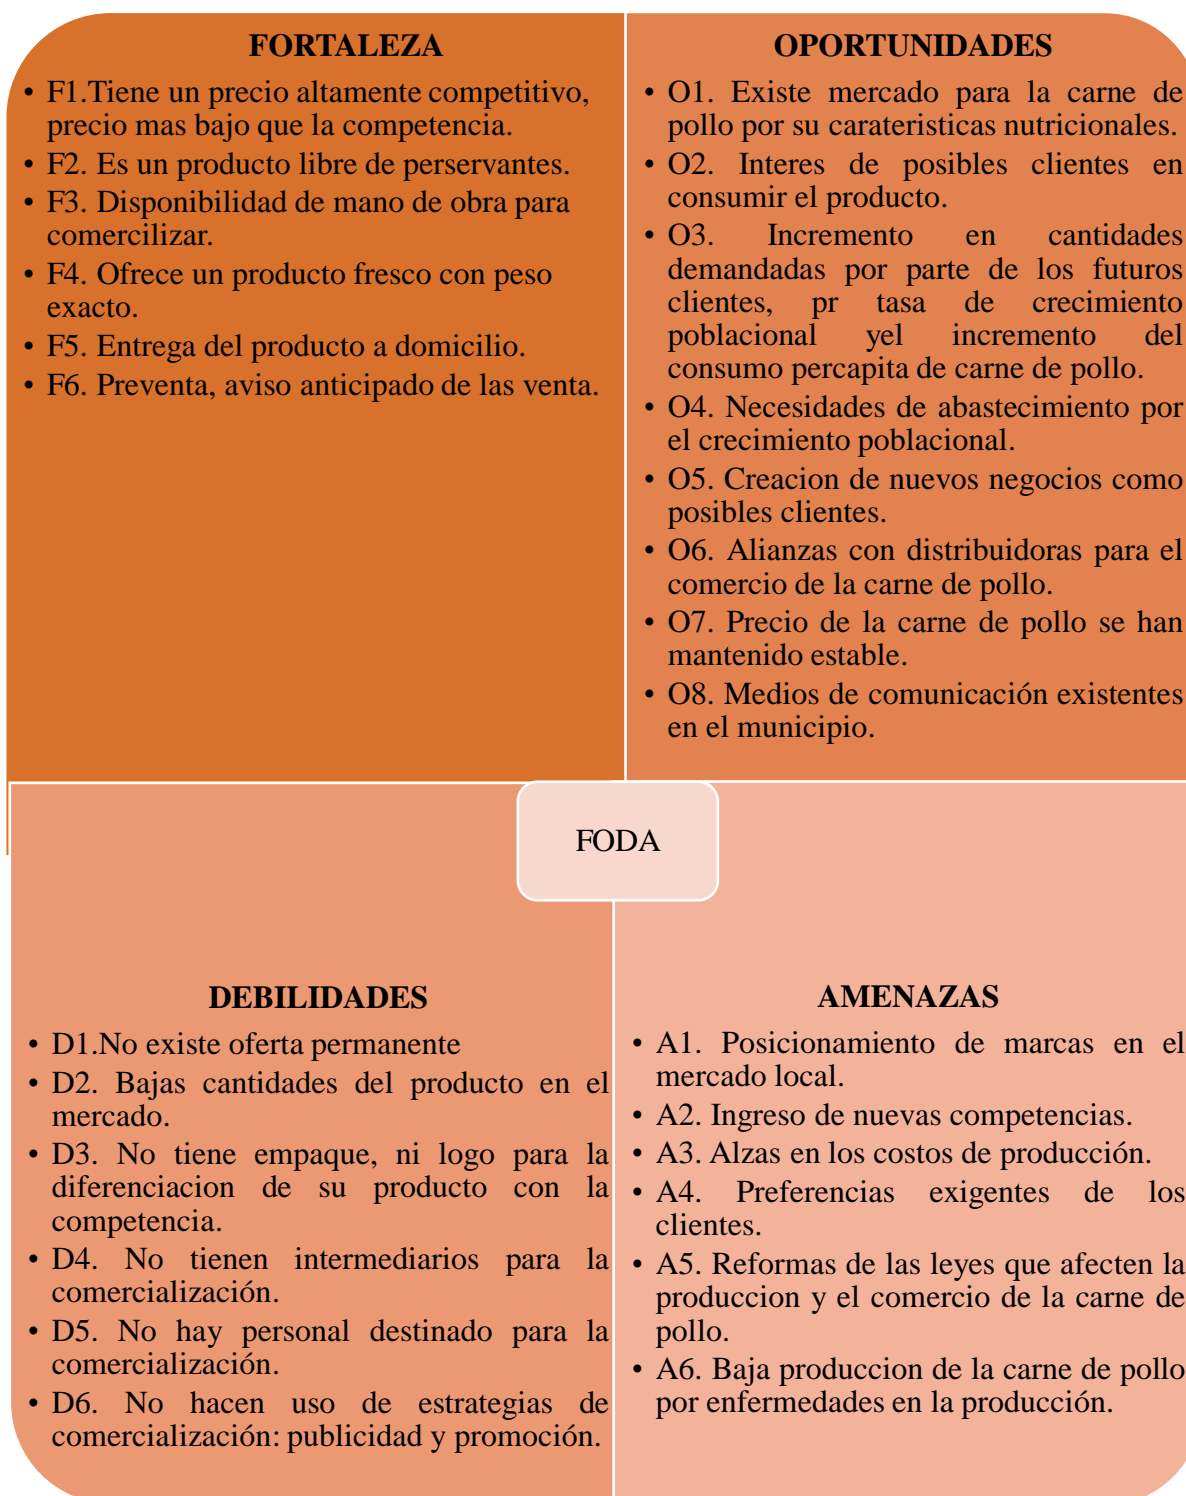 FORTALEZA
• F1.Tiene un precio altamente competitivo,
precio mas bajo que la competencia.
• F2. Es un producto libre de perservantes.
• F3. Disponibilidad de mano de obra para
comercilizar.
• F4. Ofrece un producto fresco con peso
exacto.
• F5. Entrega del producto a domicilio.
• F6. Preventa, aviso anticipado de las venta.
OPORTUNIDADES
• O1. Existe mercado para la carne de
pollo por su carateristicas nutricionales.
• O2. Interes de posibles clientes en
consumir el producto.
• O3. Incremento en cantidades
demandadas por parte de los futuros
clientes, pr tasa de crecimiento
poblacional yel incremento del
consumo percapita de carne de pollo.
• O4. Necesidades de abastecimiento por
el crecimiento poblacional.
• O5. Creacion de nuevos negocios como
posibles clientes.
• O6. Alianzas con distribuidoras para el
comercio de la carne de pollo.
• O7. Precio de la carne de pollo se han
mantenido estable.
• O8. Medios de comunicación existentes
en el municipio.
FODA
DEBILIDADES
• D1.No existe oferta permanente
• D2. Bajas cantidades del producto en el
mercado.
• D3. No tiene empaque, ni logo para la
diferenciacion de su producto con la
competencia.
• D4. No tienen intermediarios para la
comercialización.
• D5. No hay personal destinado para la
comercialización.
• D6. No hacen uso de estrategias de
comercialización: publicidad y promoción.
AMENAZAS
• A1. Posicionamiento de marcas en el
mercado local.
• A2. Ingreso de nuevas competencias.
• A3. Alzas en los costos de producción.
• A4. Preferencias exigentes de los
clientes.
• A5. Reformas de las leyes que afecten la
produccion y el comercio de la carne de
pollo.
• A6. Baja produccion de la carne de pollo
por enfermedades en la producción.